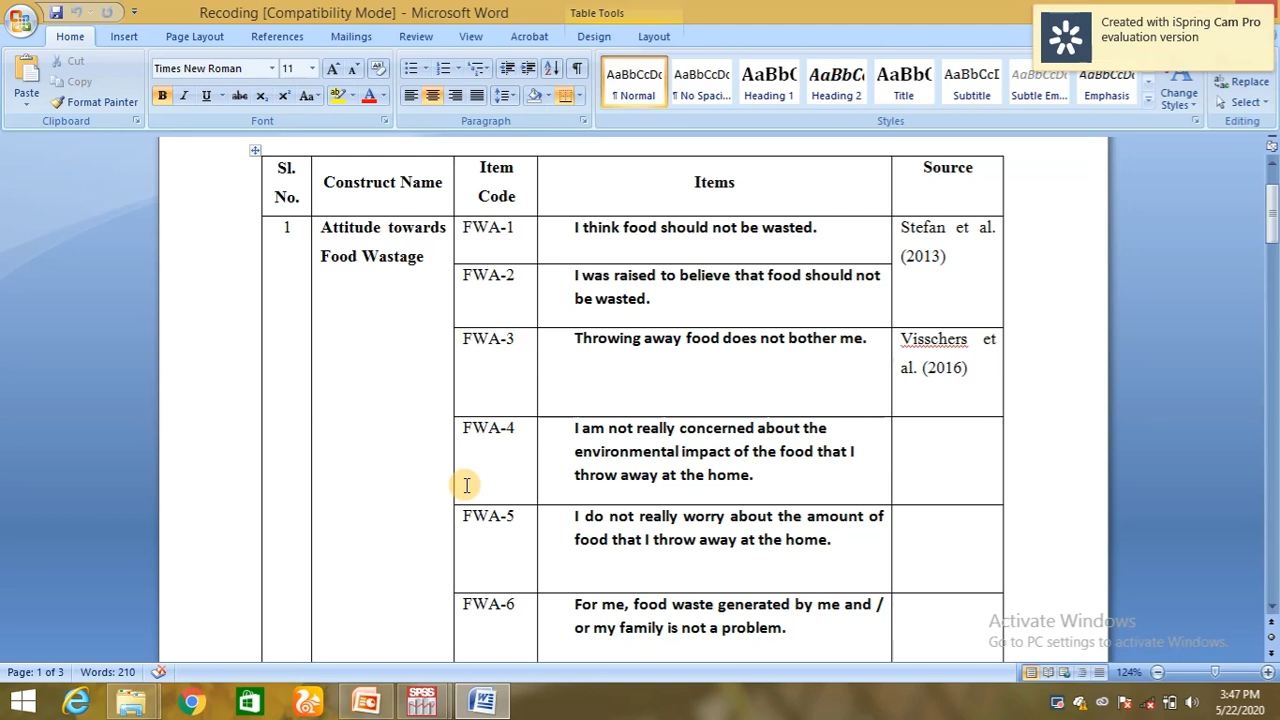 Recoding [Compatibility Mode] - Microsoft Word
Table Tools
Created with iSpring Cam Pro
evaluation version
Home Insert Page Layout References Mailings Review View Acrobat Design Layout
Paste
Cut
Copy
Format Painter
Clipboard
Times New Roman 11
Font
Paragraph
AaBbCcDc AaBbCcDc AaBbC AaBbC AaBbC AaBbCcI AaBbCcDc AaBbCcDc
¶ Normal ¶ No Spaci... Heading 1 Heading 2 Title Subtitle Subtle Em... Emphasis
Change
Styles
Styles
Replace
Select
Editing
Sl.
No.
Construct Name
Item
Code
Items
Source
1
Attitude towards
Food Wastage
FWA-1
I think food should not be wasted.
Stefan et al.
(2013)
FWA-2
I was raised to believe that food should not
be wasted.
FWA-3
Throwing away food does not bother me.
Visschers et
al. (2016)
FWA-4
I am not really concerned about the
environmental impact of the food that I
throw away at the home.
FWA-5
I do not really worry about the amount of
food that I throw away at the home.
FWA-6
For me, food waste generated by me and /
or my family is not a problem.
Activate Windows
Go to PC settings to activate Windows.
Page: 1 of 3 Words: 210
124%
SPSS
3:47 PM
5/22/2020